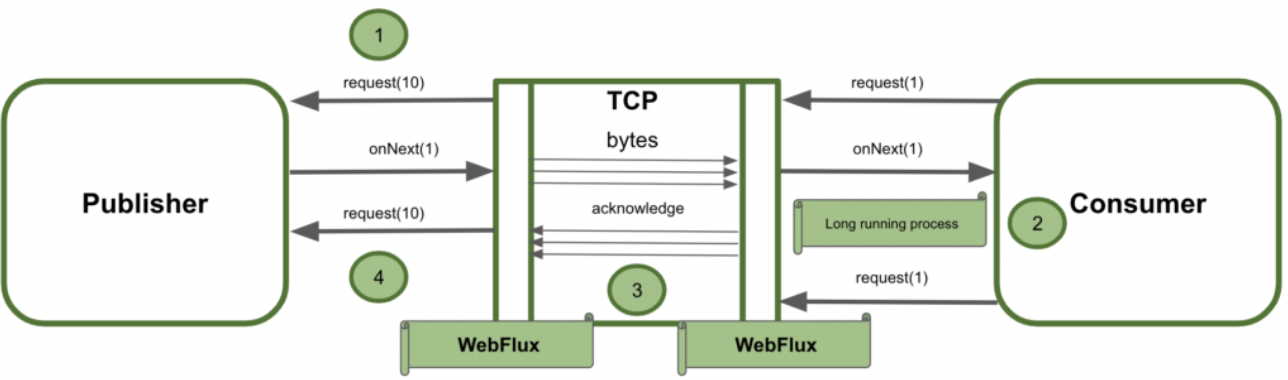 1
request(10)
TCP
request(1)
bytes
onNext(1)
onNext(1)
Publisher
request(10)
acknowledge
Long running process
2
Consumer
4
3
request(1)
WebFlux
WebFlux